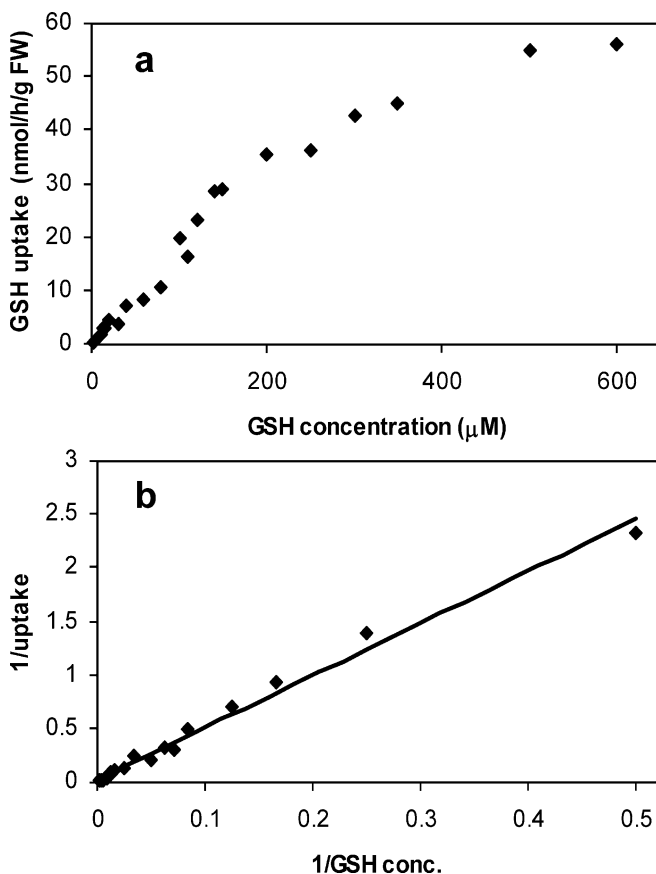 a
GSH uptake (nmol/h/g FW)
60
50
40
30
20
10
0
0 200 400 600
GSH concentration (μM)
b
1/uptake
3
2.5
2
1.5
1
0.5
0
0 0.1 0.2 0.3 0.4 0.5
1/GSH conc.